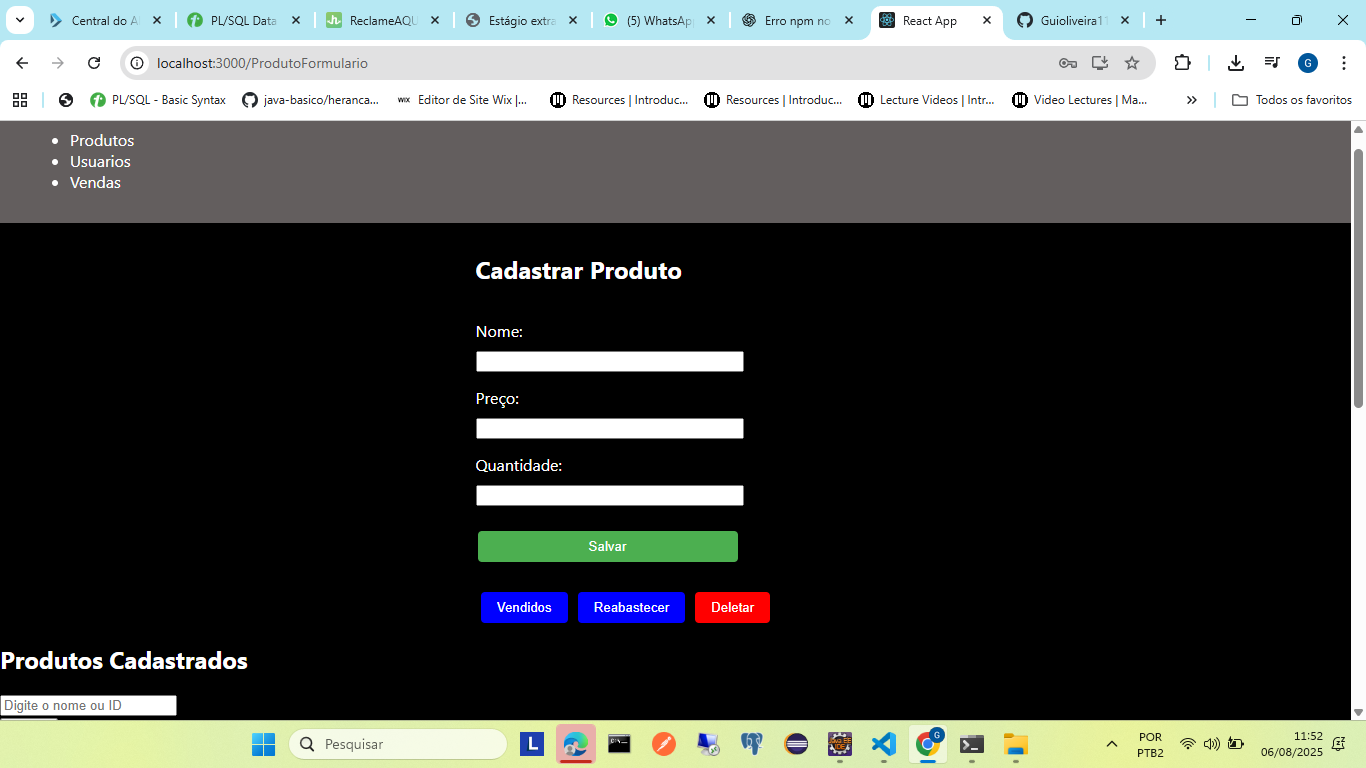 Central do A
PL/SQL Data
ReclameAQU
Estágio extra
(5) WhatsApp
Erro npm no
React App
Guioliveira11
localhost:3000/ProdutoFormulario
G
PL/SQL - Basic Syntax
java-basico/heranca...
WIX
Editor de Site Wix |...
Resources | Introduc...
Resources | Introduc...
Lecture Videos | Intr...
Video Lectures | Ma...
Todos os favoritos
Produtos
Usuarios
Vendas
Cadastrar Produto
Nome:
Preço:
Quantidade:
Salvar
Vendidos Reabastecer Deletar
Produtos Cadastrados
Digite o nome ou ID
Pesquisar
L
G
POR
PTB2
11:52
06/08/2025